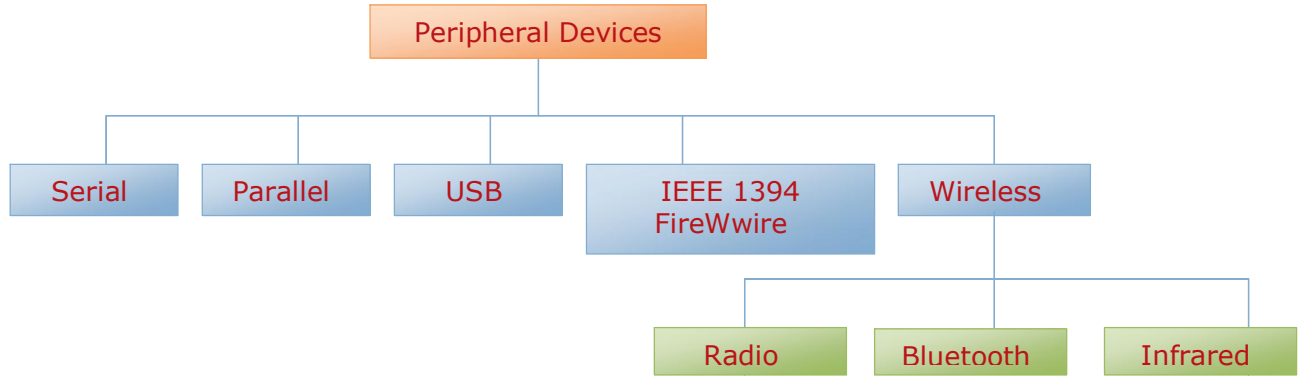 Peripheral Devices
Serial
Parallel
USB
IEEE 1394
FireWwire
Wireless
Radio
Bluetooth
Infrared